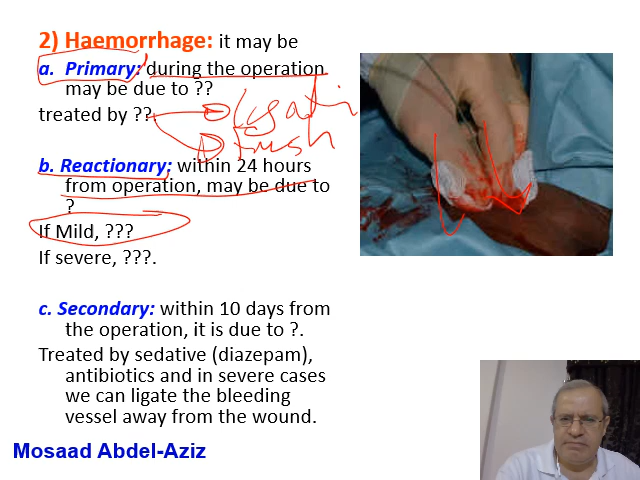 2) Haemorrhage: it may be
a. Primary: during the operation
may be due to ??
treated by ??
b. Reactionary: within 24 hours
from operation, may be due to
?
If Mild, ???
If severe, ???.
c. Secondary: within 10 days from
the operation, it is due to ?.
Treated by sedative (diazepam),
antibiotics and in severe cases
we can ligate the bleeding
vessel away from the wound.
Mosaad Abdel-Aziz